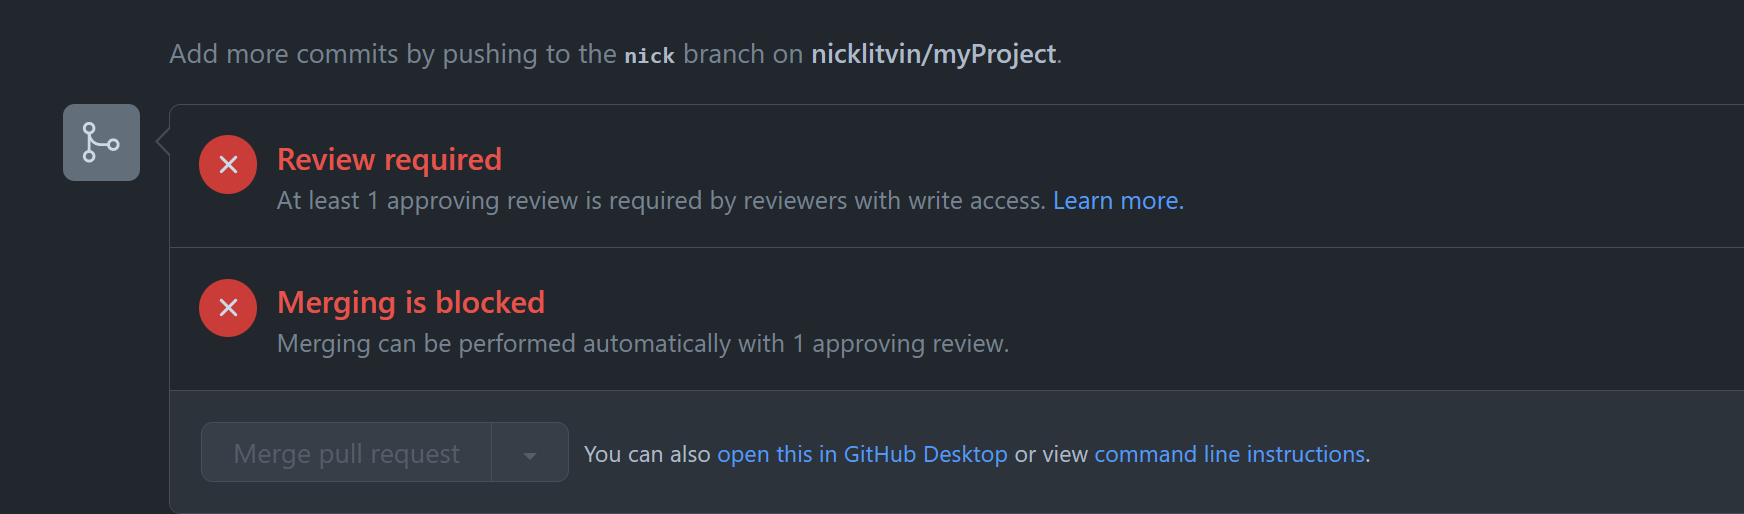 Add more commits by pushing to the nick branch on nicklitvin/myProject.
Review required
At least 1 approving review is required by reviewers with write access. Learn more.
Merging is blocked
Merging can be performed automatically with 1 approving review.
Merge pull request
You can also open this in GitHub Desktop or view command line instructions.